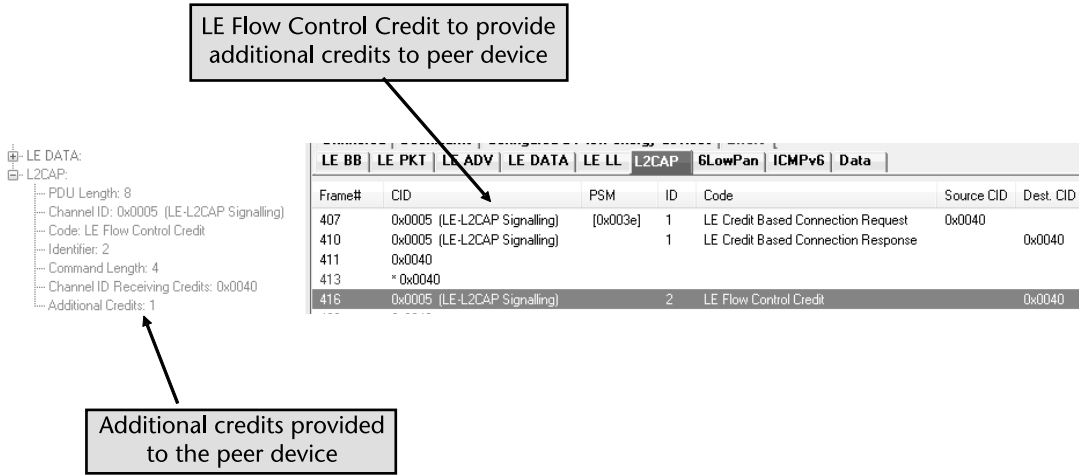 LE Flow Control Credit to provide
additional credits to peer device
LE DATA:
L2CAP:
PDU Length: 8
Channel ID: 0x0005 (LE-L2CAP Signalling)
Code: LE Flow Control Credit
Identifier: 2
Command Length: 4
Channel ID Receiving Credits: 0x0040
Additional Credits: 1
LE BB LE PKT LE ADV LE DATA LE LL L2CAP 6LowPan ICMPv6 Data
Frame# CID PSM ID Code Source CID Dest. CID
407 0x0005 (LE-L2CAP Signalling) [0x003e] 1 LE Credit Based Connection Request 0x0040
410 0x0005 (LE-L2CAP Signalling) 1 LE Credit Based Connection Response 0x0040
411 0x0040
413 * 0x0040
416 0x0005 (LE-L2CAP Signalling) 2 LE Flow Control Credit 0x0040
Additional credits provided
to the peer device